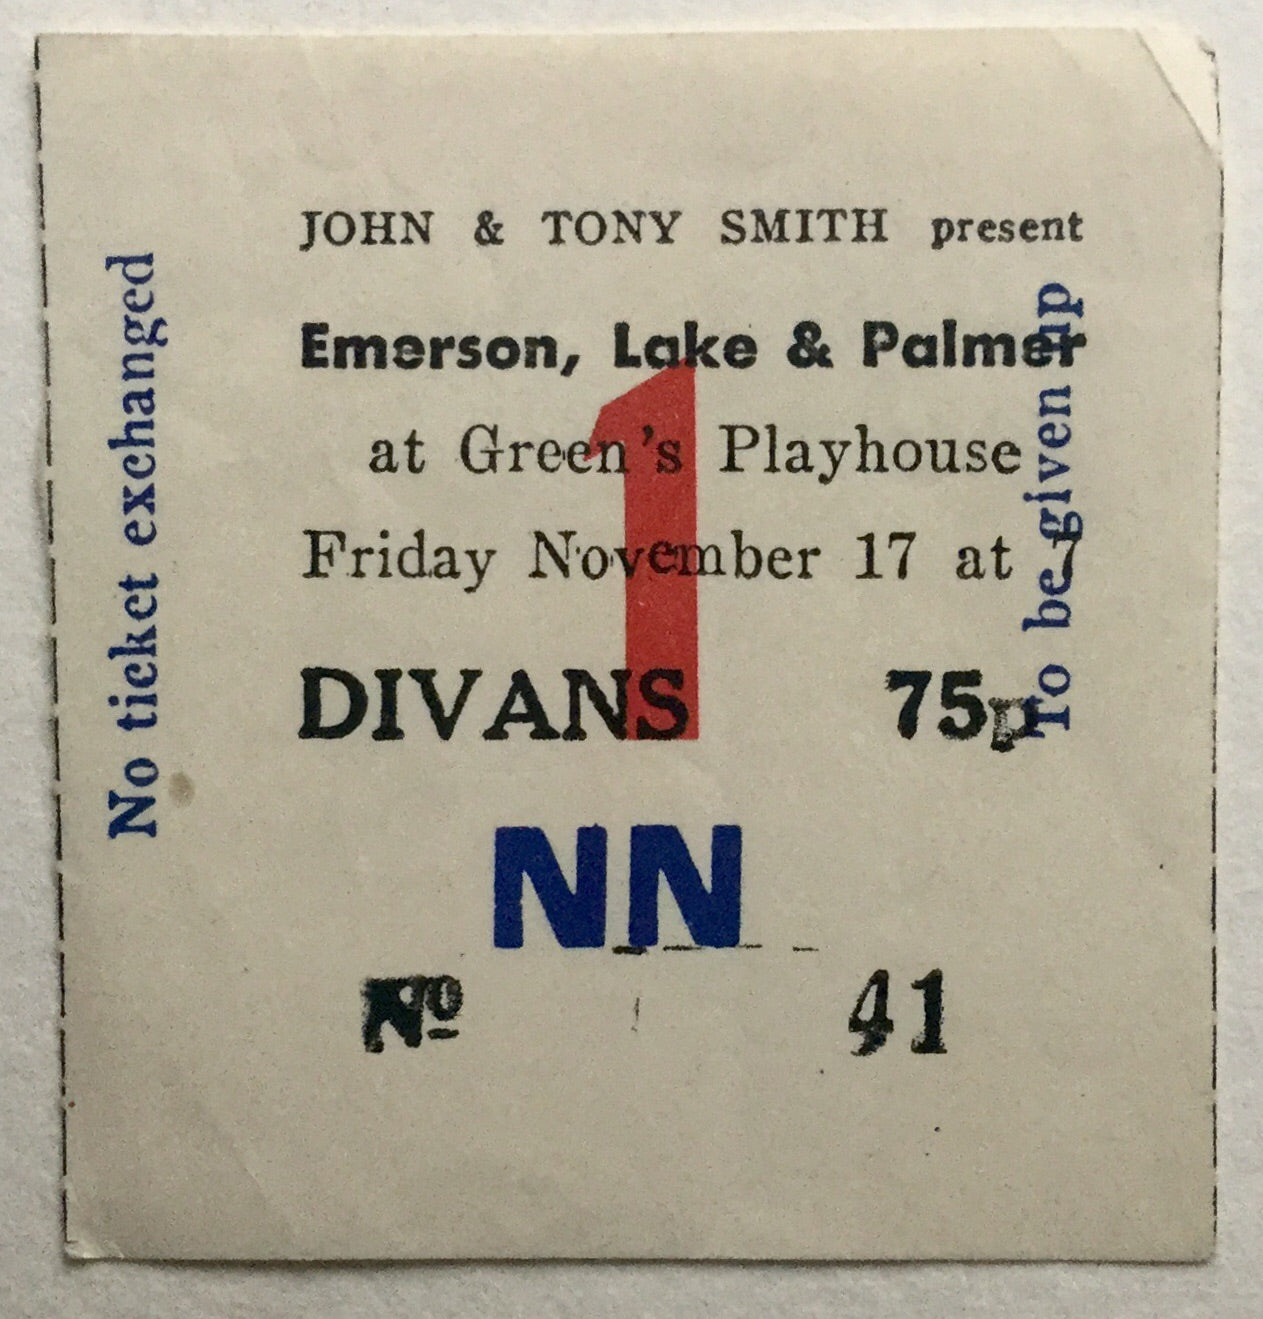 JOHN & TONY SMITH present
Emerson, Lake & Palmer
at Green's Playhouse
Friday November 17 at 7
DIVANS 75p
1
NN
No 41
No ticket exchanged
To be given up